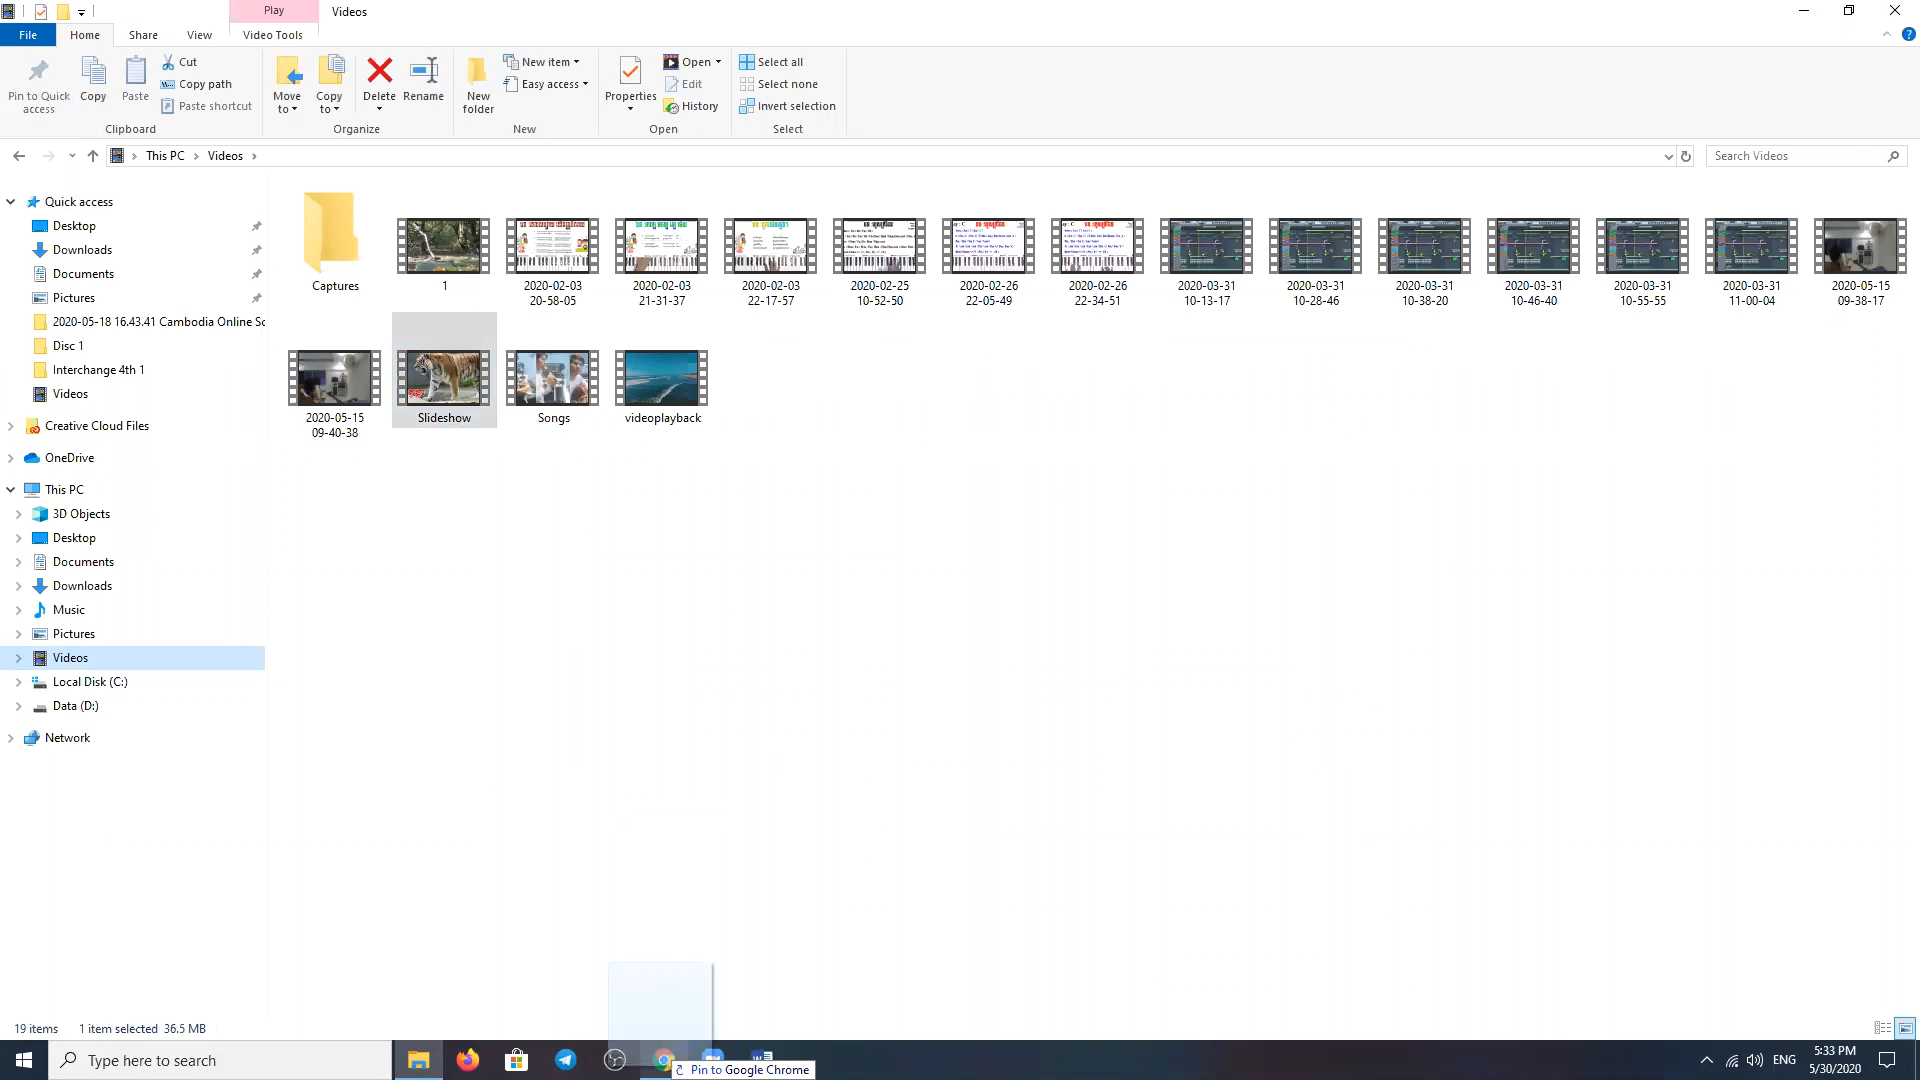 Play
Videos
File
Home
Share
View
Video Tools
Pin to Quick access
Copy
Paste
Cut
Copy path
Paste shortcut
Clipboard
Move to
Copy to
Delete
Rename
Organize
New folder
New item
Easy access
New
Properties
Open
Edit
History
Open
Select all
Select none
Invert selection
Select
This PC
Videos
Search Videos
Quick access
Desktop
Downloads
Documents
Pictures
2020-05-18 16.43.41 Cambodia Online Sc
Disc 1
Interchange 4th 1
Videos
Creative Cloud Files
OneDrive
This PC
3D Objects
Desktop
Documents
Downloads
Music
Pictures
Videos
Local Disk (C:)
Data (D:)
Network
Captures
1
2020-02-03 20-58-05
2020-02-03 21-31-37
2020-02-03 22-17-57
2020-02-25 10-52-50
2020-02-26 22-05-49
2020-02-26 22-34-51
2020-03-31 10-13-17
2020-03-31 10-28-46
2020-03-31 10-38-20
2020-03-31 10-46-40
2020-03-31 10-55-55
2020-03-31 11-00-04
2020-05-15 09-38-17
2020-05-15 09-40-38
Slideshow
Songs
videoplayback
19 items
1 item selected 36.5 MB
Type here to search
Pin to Google Chrome
ENG
5:33 PM
5/30/2020